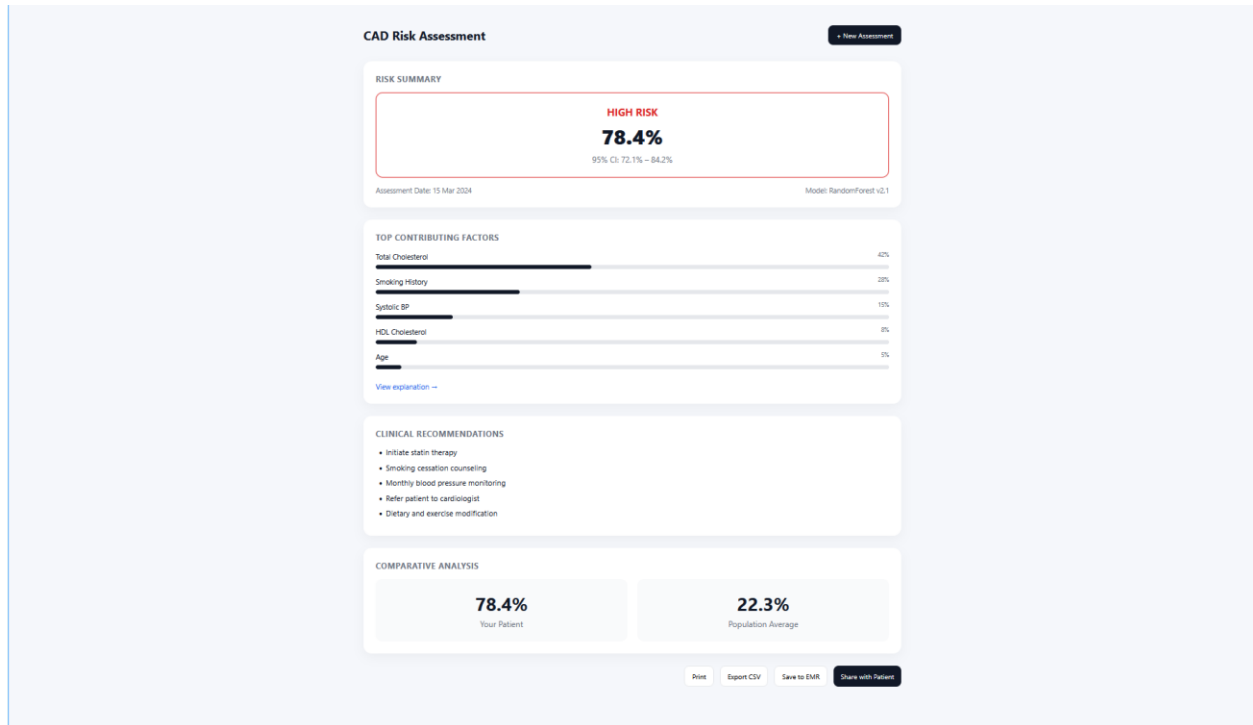 CAD Risk Assessment
+ New Assessment
RISK SUMMARY
HIGH RISK
78.4%
95% CI: 72.1% – 84.2%
Assessment Date: 15 Mar 2024
Model: RandomForest v2.1
TOP CONTRIBUTING FACTORS
Total Cholesterol 42%
Smoking History 28%
Systolic BP 15%
HDL Cholesterol 8%
Age 5%
View explanation →
CLINICAL RECOMMENDATIONS
• Initiate statin therapy
• Smoking cessation counseling
• Monthly blood pressure monitoring
• Refer patient to cardiologist
• Dietary and exercise modification
COMPARATIVE ANALYSIS
78.4%
Your Patient
22.3%
Population Average
Print
Export CSV
Save to EMR
Share with Patient